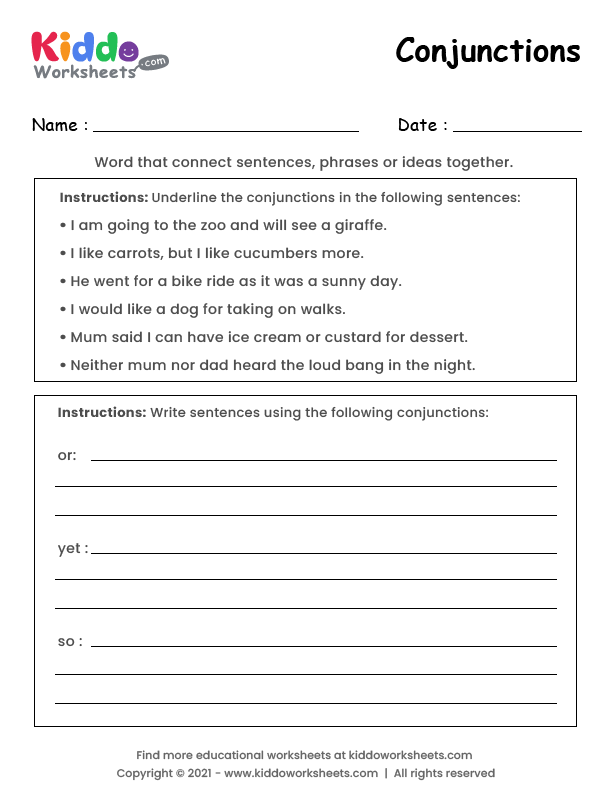 Kiddo
Worksheets
.com
Conjunctions
Name :
Date :
Word that connect sentences, phrases or ideas together.
Instructions: Underline the conjunctions in the following sentences:
• I am going to the zoo and will see a giraffe.
• I like carrots, but I like cucumbers more.
• He went for a bike ride as it was a sunny day.
• I would like a dog for taking on walks.
• Mum said I can have ice cream or custard for dessert.
• Neither mum nor dad heard the loud bang in the night.
Instructions: Write sentences using the following conjunctions:
or:
yet :
so :
Find more educational worksheets at kiddoworksheets.com
Copyright © 2021 - www.kiddoworksheets.com | All rights reserved